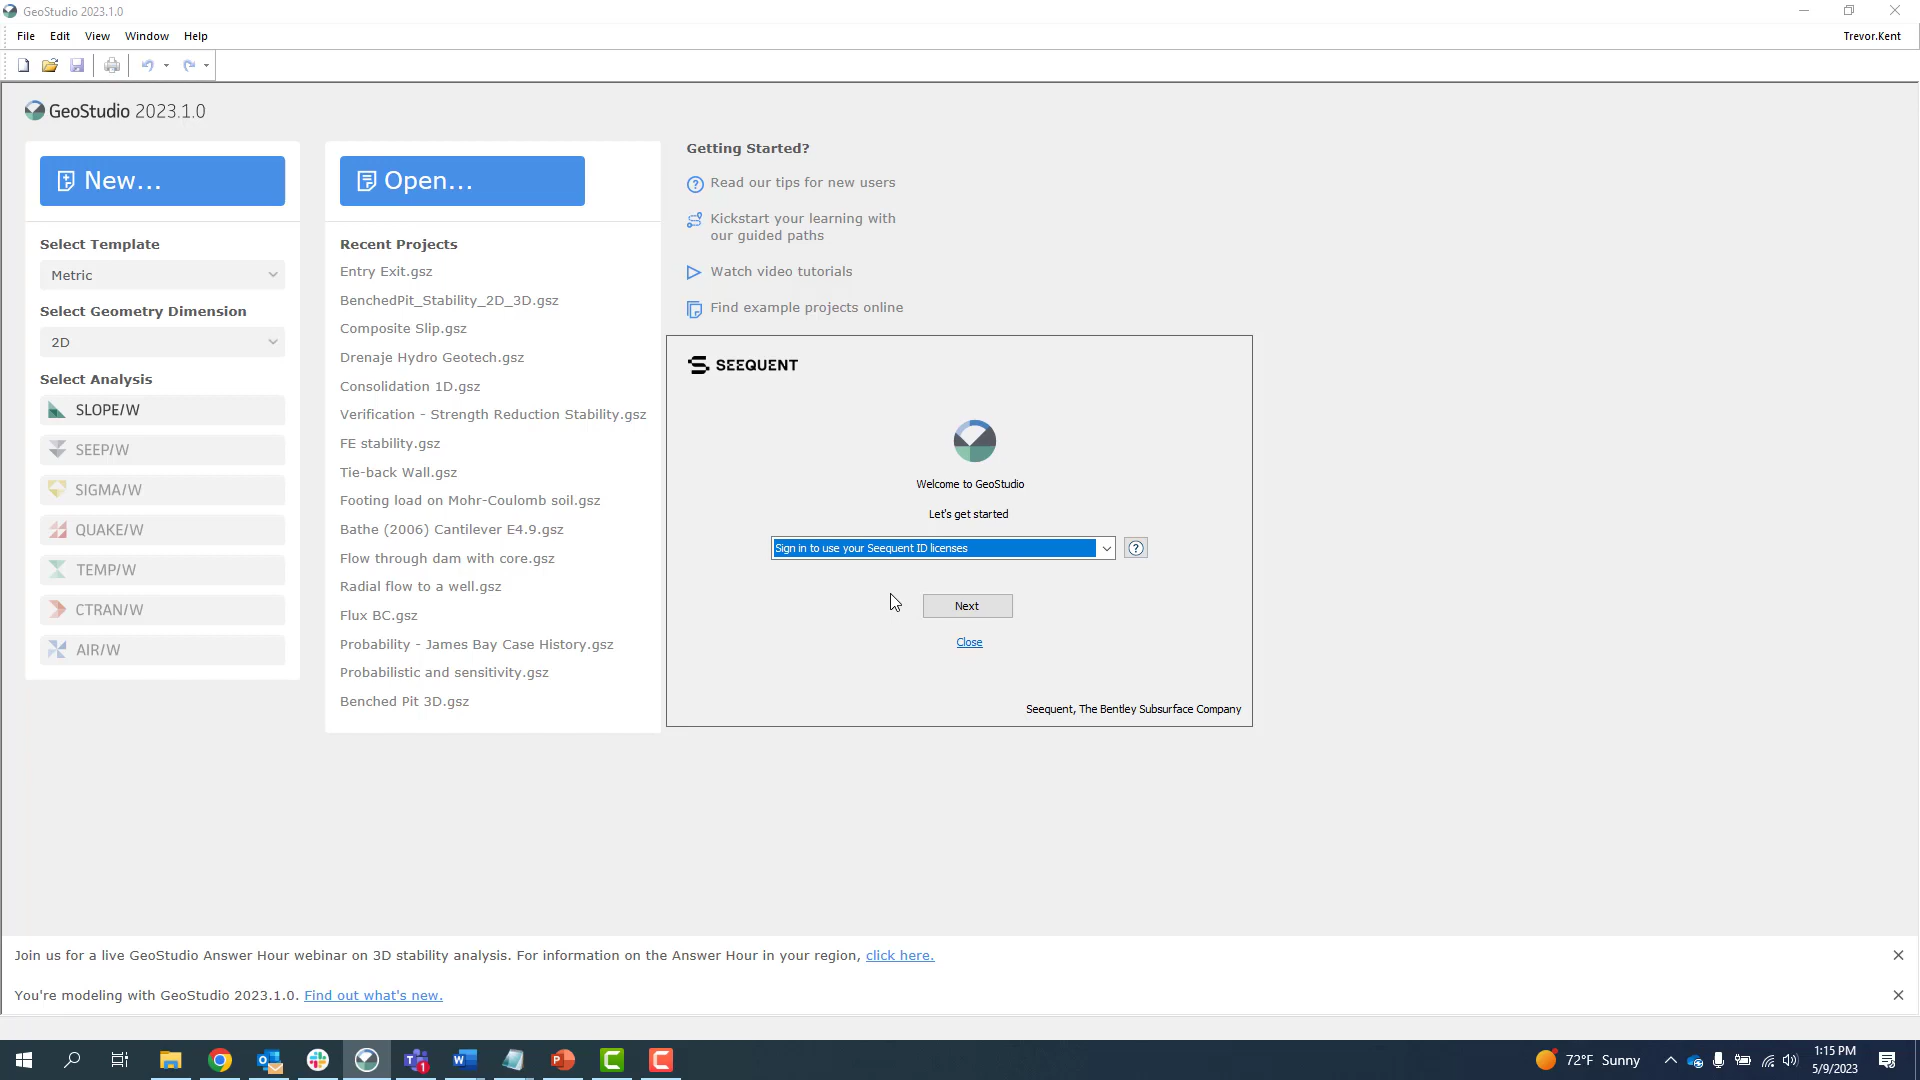 GeoStudio 2023.1.0
File Edit View Window Help
Trevor.Kent
GeoStudio 2023.1.0
New...
Select Template
Metric
Select Geometry Dimension
2D
Select Analysis
SLOPE/W
SEEP/W
SIGMA/W
QUAKE/W
TEMP/W
CTRAN/W
AIR/W
Open...
Recent Projects
Entry Exit.gsz
BenchedPit_Stability_2D_3D.gsz
Composite Slip.gsz
Drenaje Hydro Geotech.gsz
Consolidation 1D.gsz
Verification - Strength Reduction Stability.gsz
FE stability.gsz
Tie-back Wall.gsz
Footing load on Mohr-Coulomb soil.gsz
Bathe (2006) Cantilever E4.9.gsz
Flow through dam with core.gsz
Radial flow to a well.gsz
Flux BC.gsz
Probability - James Bay Case History.gsz
Probabilistic and sensitivity.gsz
Benched Pit 3D.gsz
Getting Started?
Read our tips for new users
Kickstart your learning with
our guided paths
Watch video tutorials
Find example projects online
SEEQUENT
Welcome to GeoStudio
Let's get started
Sign in to use your Seequent ID licenses
Next
Close
Seequent, The Bentley Subsurface Company
Join us for a live GeoStudio Answer Hour webinar on 3D stability analysis. For information on the Answer Hour in your region, click here.
You're modeling with GeoStudio 2023.1.0. Find out what's new.
72°F Sunny
1:15 PM
5/9/2023